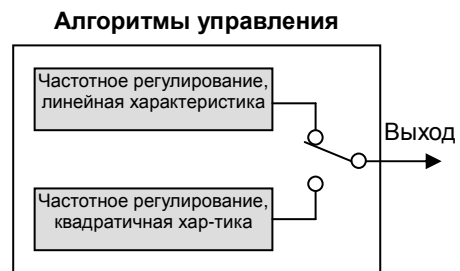 Алгоритмы управления
Частотное регулирование,
линейная характеристика
Выход
Частотное регулирование,
квадратичная хар-тика